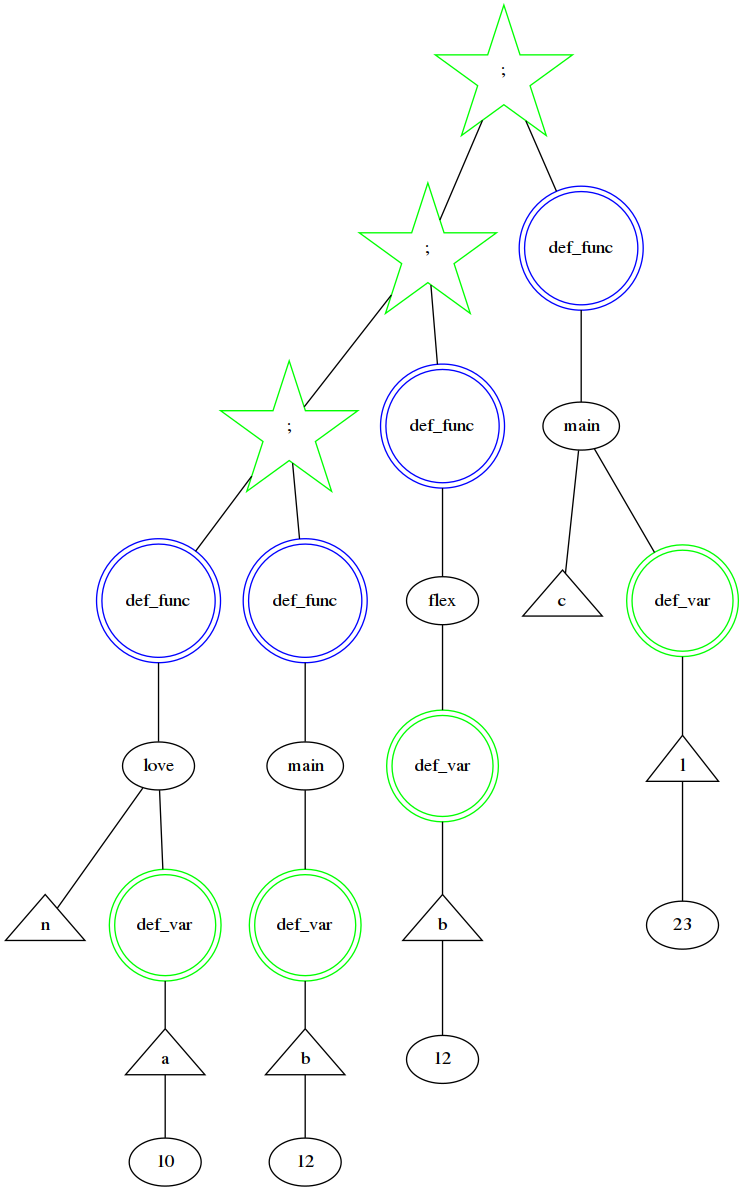 ;
;
def_func
;
def_func
main
def_func
def_func
flex
c
def_var
love
main
def_var
l
n
def_var
def_var
b
23
a
b
12
10
12